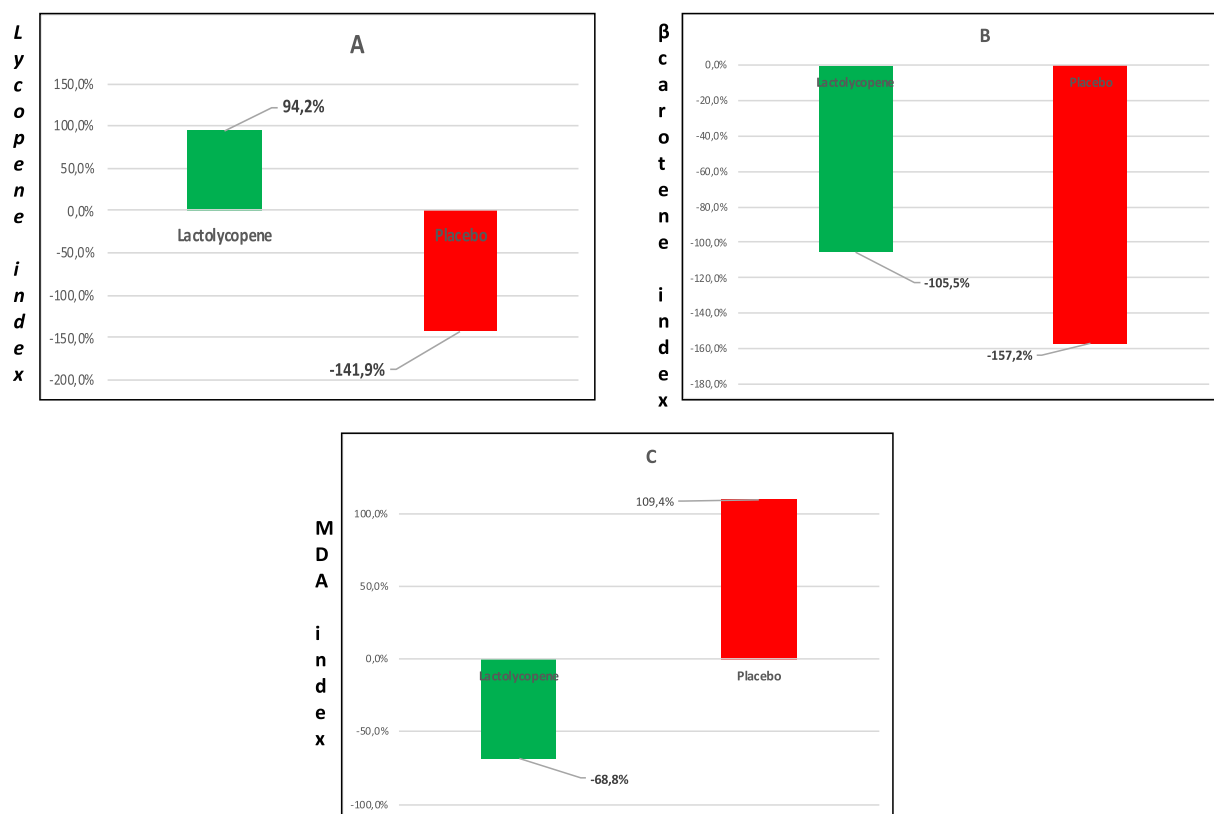 Lycopene index
A
150,0%
100,0%
50,0%
0,0%
-50,0%
-100,0%
-150,0%
-200,0%
94,2%
Lactolycopene
Placebo
-141,9%
βcarotene index
B
0,0%
-20,0%
-40,0%
-60,0%
-80,0%
-100,0%
-120,0%
-140,0%
-160,0%
-180,0%
Lactolycopene
Placebo
-105,5%
-157,2%
MDA index
C
100,0%
50,0%
0,0%
-50,0%
-100,0%
109,4%
Lactolycopene
Placebo
-68,8%